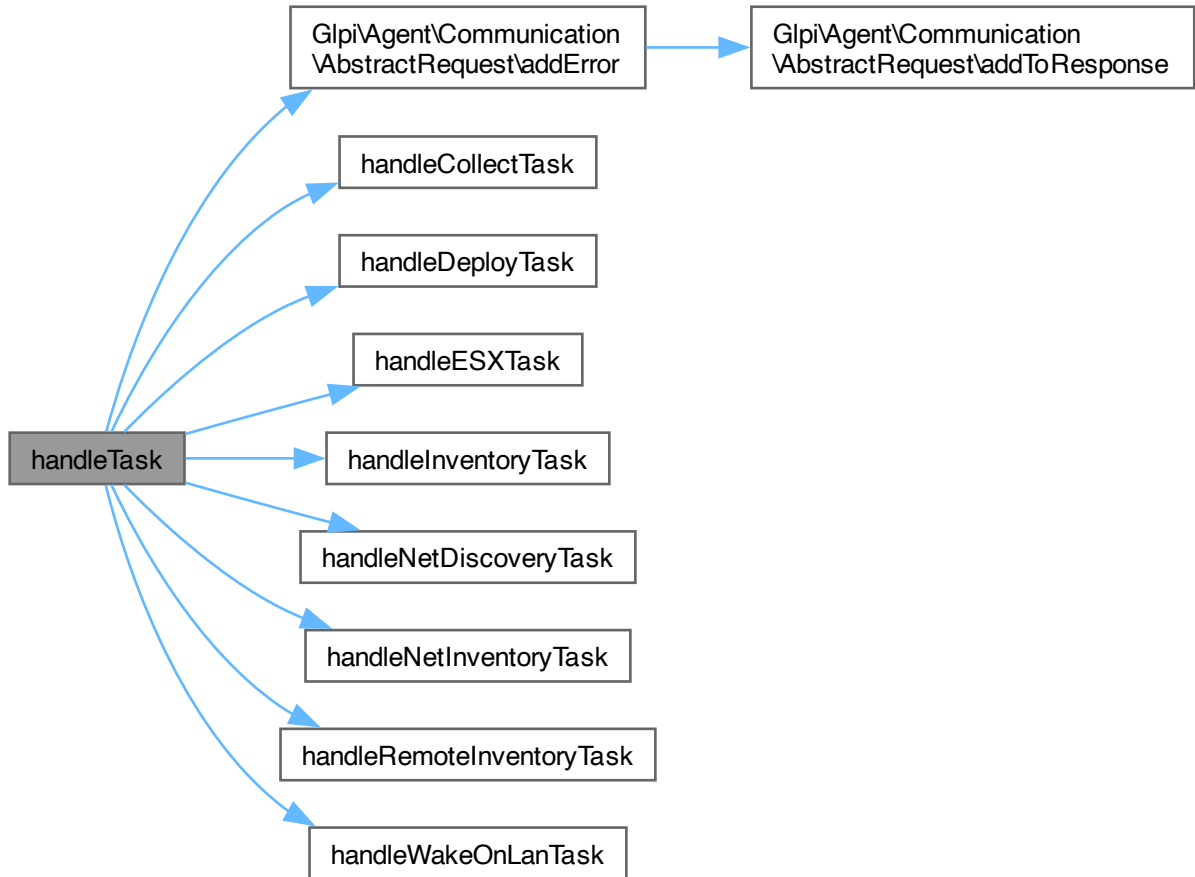 Glpi\Agent\Communication
\AbstractRequest\addError
Glpi\Agent\Communication
\AbstractRequest\addToResponse
handleCollectTask
handleDeployTask
handleESXTask
handleTask
handleInventoryTask
handleNetDiscoveryTask
handleNetInventoryTask
handleRemoteInventoryTask
handleWakeOnLanTask